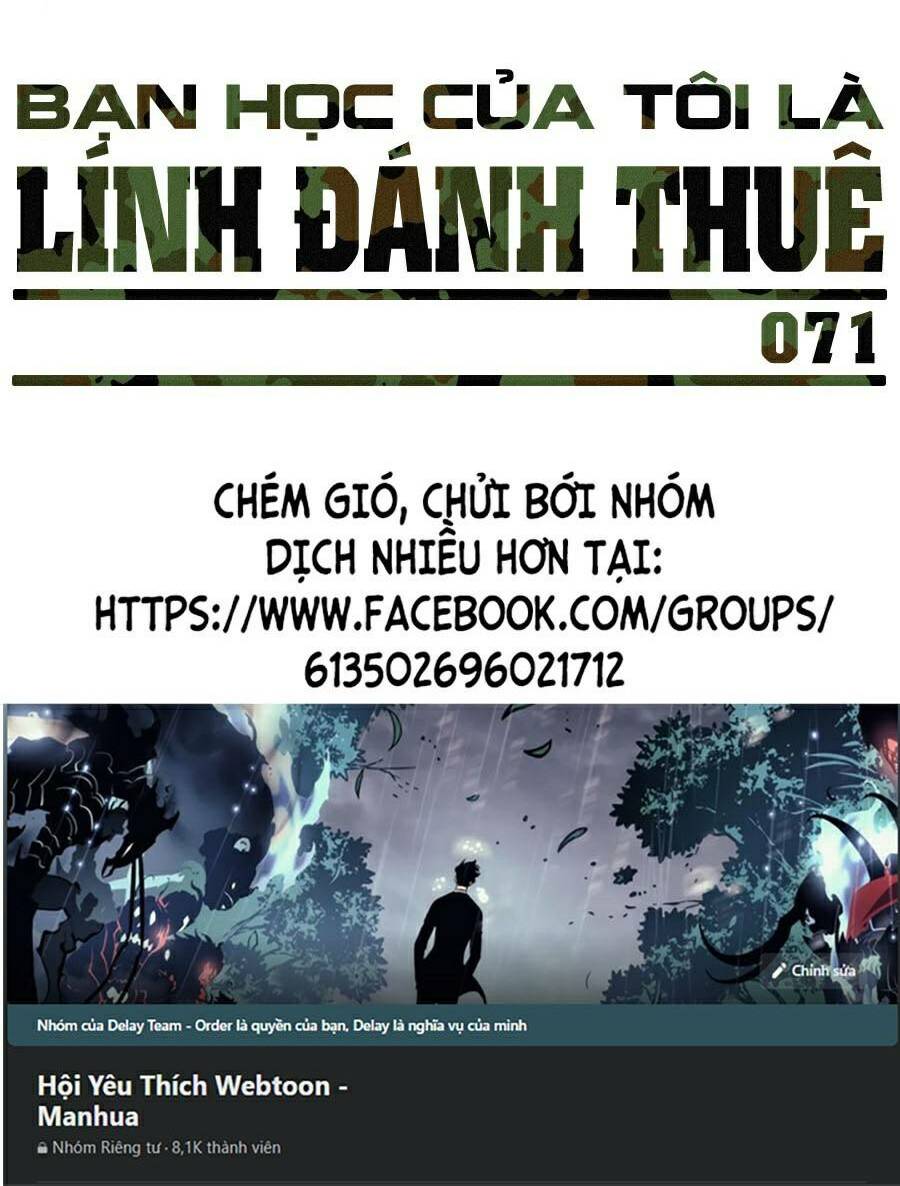 BẠN HỌC CỦA TÔI LÀ
LÍNH ĐÁNH THUÊ
071
CHÉM GIÓ, CHỬI BỚI NHÓM
DỊCH NHIỀU HƠN TẠI:
HTTPS://WWW.FACEBOOK.COM/GROUPS/
613502696021712
Chỉnh sửa
Nhóm của Delay Team - Order là quyền của bạn, Delay là nghĩa vụ của mình
Hội Yêu Thích Webtoon -
Manhua
Nhóm Riêng tư · 8,1K thành viên